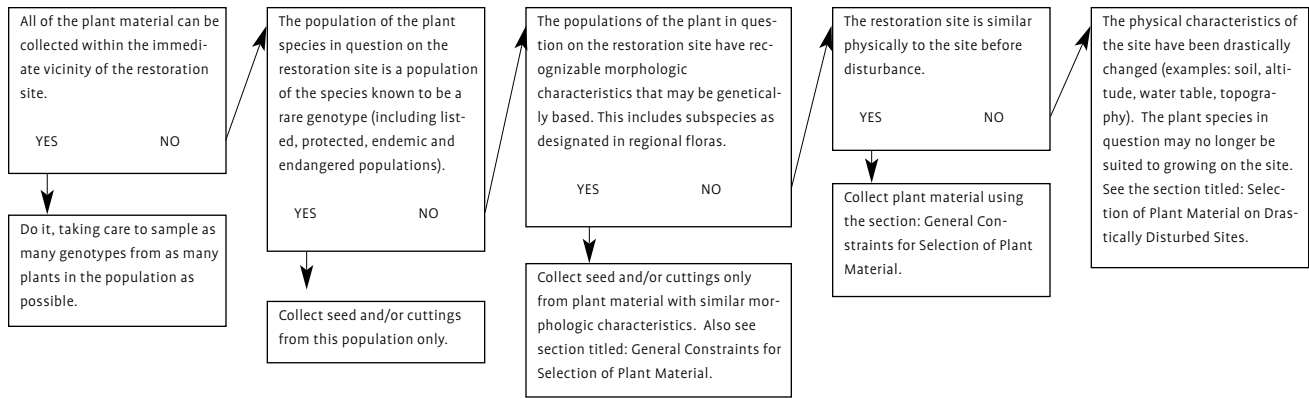 All of the plant material can be
collected within the immedi-
ate vicinity of the restoration
site.
YES NO
Do it, taking care to sample as
many genotypes from as many
plants in the population as
possible.
The population of the plant
species in question on the
restoration site is a population
of the species known to be a
rare genotype (including list-
ed, protected, endemic and
endangered populations).
YES NO
Collect seed and/or cuttings
from this population only.
The populations of the plant in ques-
tion on the restoration site have rec-
ognizable morphologic
characteristics that may be genetical-
ly based. This includes subspecies as
designated in regional floras.
YES NO
Collect seed and/or cuttings only
from plant material with similar mor-
phologic characteristics. Also see
section titled: General Constraints for
Selection of Plant Material.
The restoration site is similar
physically to the site before
disturbance.
YES NO
Collect plant material using
the section: General Con-
straints for Selection of Plant
Material.
The physical characteristics of
the site have been drastically
changed (examples: soil, alti-
tude, water table, topogra-
phy). The plant species in
question may no longer be
suited to growing on the site.
See the section titled: Selec-
tion of Plant Material on Dras-
tically Disturbed Sites.